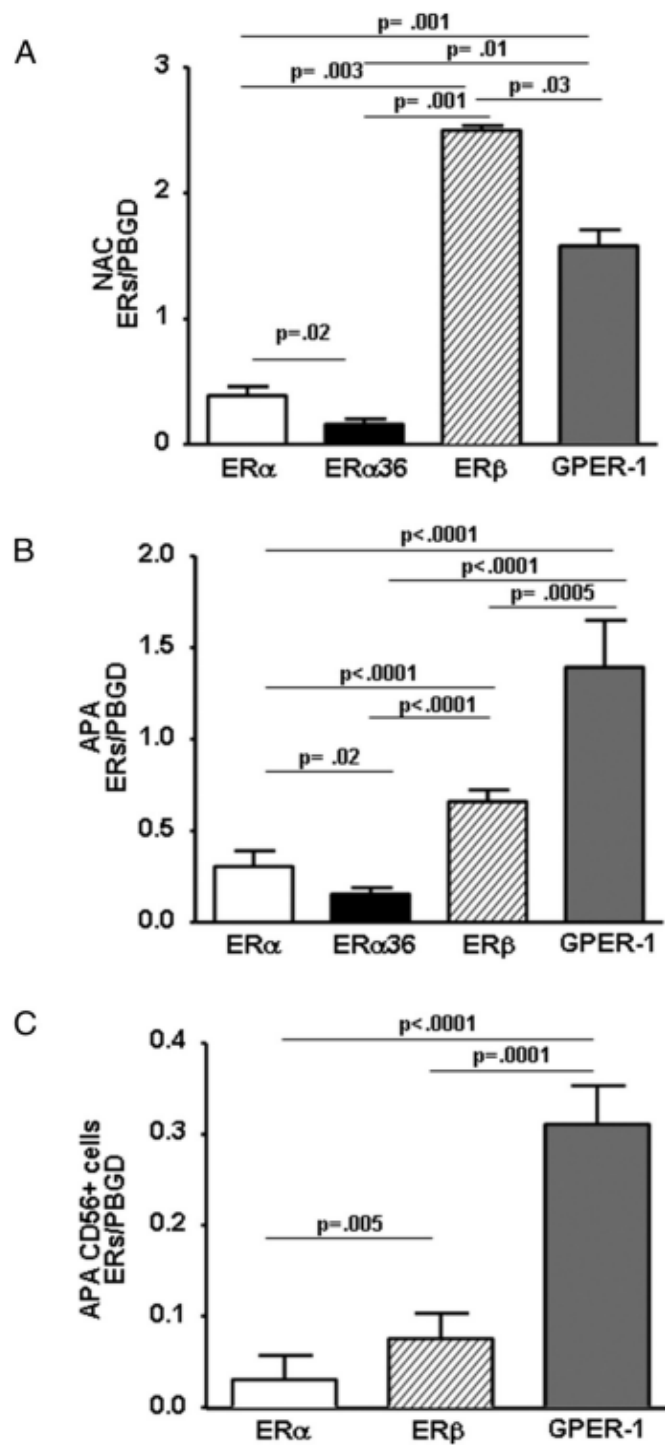 A
p= .001
p= .01
p= .003
p= .03
p= .001
3
2
1
0
NAC
ERs/PBGD
p=.02
ERα
ERα36
ERβ
GPER-1
B
p<.0001
p<.0001
p= .0005
p<.0001
p<.0001
p= .02
2.0
1.5
1.0
0.5
0.0
APA
ERs/PBGD
ERα
ERα36
ERβ
GPER-1
C
p<.0001
p=.0001
p=.005
0.4
0.3
0.2
0.1
0.0
APA CD56+ cells
ERs/PBGD
ERα
ERβ
GPER-1